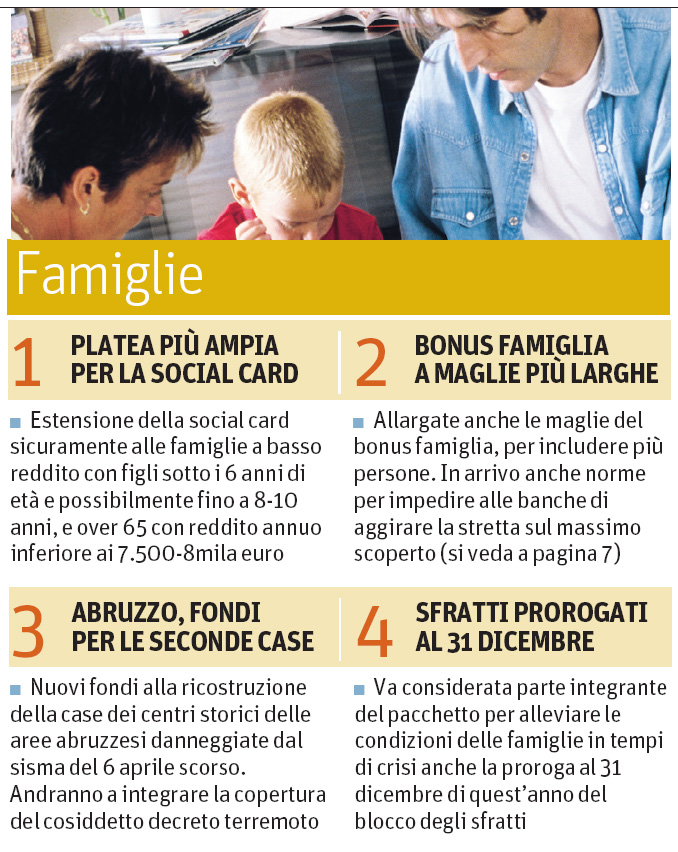 Famiglie
1 PLATEA PIÙ AMPIA
PER LA SOCIAL CARD
■ Estensione della social card
sicuramente alle famiglie a basso
reddito con figli sotto i 6 anni di
età e possibilmente fino a 8-10
anni, e over 65 con reddito annuo
inferiore ai 7.500-8mila euro
2 BONUS FAMIGLIA
A MAGLIE PIÙ LARGHE
■ Allargate anche le maglie del
bonus famiglia, per includere più
persone. In arrivo anche norme
per impedire alle banche di
aggirare la stretta sul massimo
scoperto (si veda a pagina 7)
3 ABRUZZO, FONDI
PER LE SECONDE CASE
■ Nuovi fondi alla ricostruzione
della case dei centri storici delle
aree abruzzesi danneggiate dal
sisma del 6 aprile scorso.
Andranno a integrare la copertura
del cosiddetto decreto terremoto
4 SFRATTI PROROGATI
AL 31 DICEMBRE
■ Va considerata parte integrante
del pacchetto per alleviare le
condizioni delle famiglie in tempi
di crisi anche la proroga al 31
dicembre di quest'anno del
blocco degli sfratti